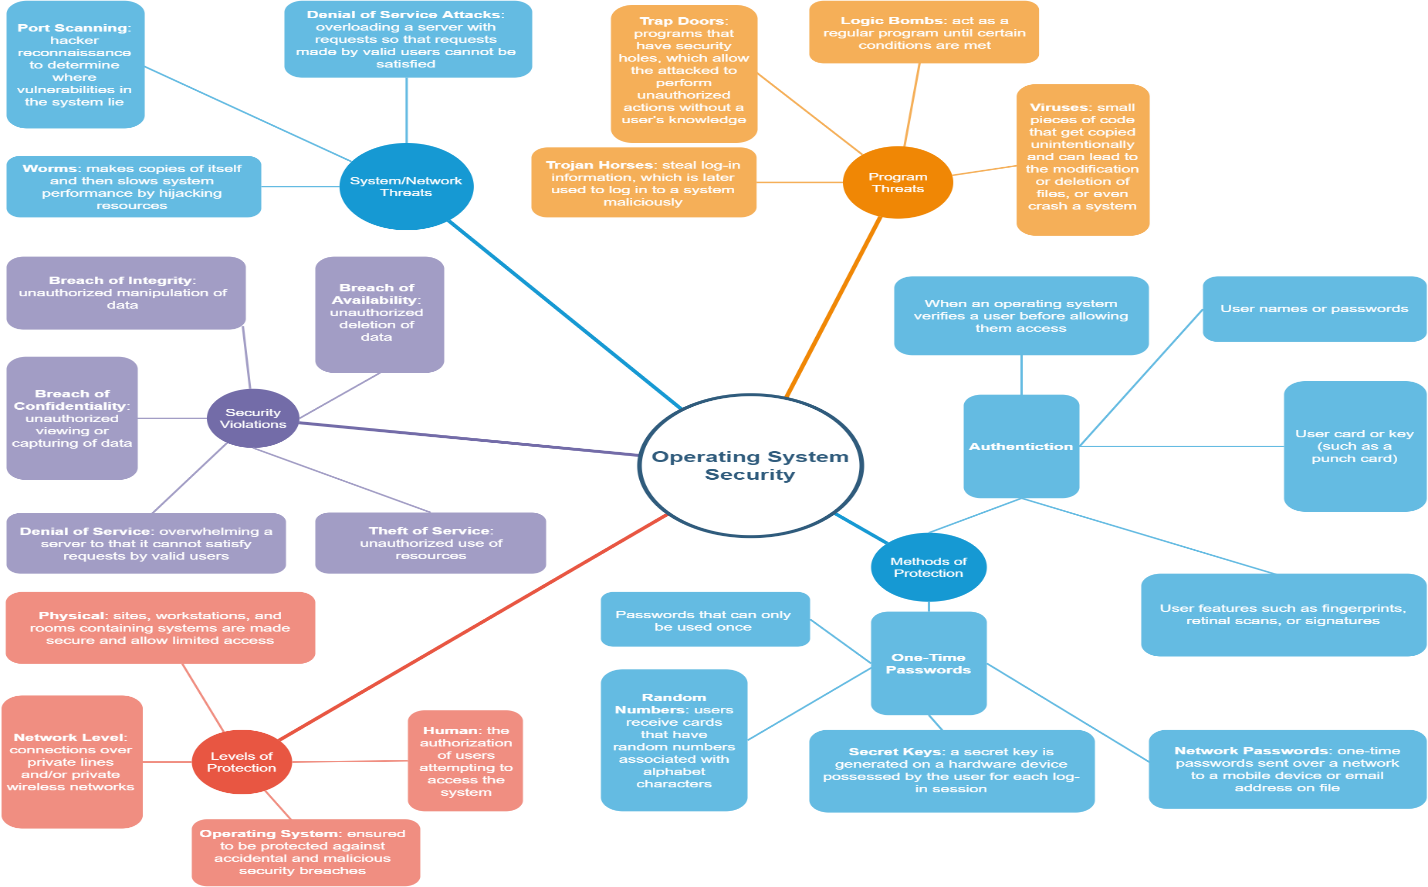 Port Scanning:
hacker
reconnaissance
to determine
where
vulnerabilities in
the system lie
Denial of Service Attacks:
overloading a server with
requests so that requests
made by valid users cannot be
satisfied
Worms: makes copies of itself
and then slows system
performance by hijacking
resources
System/Network
Threats
Trap Doors:
programs that
have security
holes, which allow
the attacked to
perform
unauthorized
actions without a
user's knowledge
Logic Bombs: act as a
regular program until certain
conditions are met
Trojan Horses: steal log-in
information, which is later
used to log in to a system
maliciously
Program
Threats
Viruses: small
pieces of code
that get copied
unintentionally
and can lead to
the modification
or deletion of
files, or even
crash a system
Breach of Integrity:
unauthorized manipulation of
data
Breach of
Availability:
unauthorized
deletion of
data
Breach of
Confidentiality:
unauthorized
viewing or
capturing of data
Security
Violations
Denial of Service: overwhelming a
server to that it cannot satisfy
requests by valid users
Theft of Service:
unauthorized use of
resources
Operating System
Security
When an operating system
verifies a user before allowing
them access
User names or passwords
Authentiction
User card or key
(such as a
punch card)
User features such as fingerprints,
retinal scans, or signatures
Methods of
Protection
Passwords that can only
be used once
One-Time
Passwords
Random
Numbers: users
receive cards
that have
random numbers
associated with
alphabet
characters
Secret Keys: a secret key is
generated on a hardware device
possessed by the user for each log-
in session
Network Passwords: one-time
passwords sent over a network
to a mobile device or email
address on file
Physical: sites, workstations, and
rooms containing systems are made
secure and allow limited access
Network Level:
connections over
private lines
and/or private
wireless networks
Levels of
Protection
Human: the
authorization
of users
attempting to
access the
system
Operating System: ensured
to be protected against
accidental and malicious
security breaches